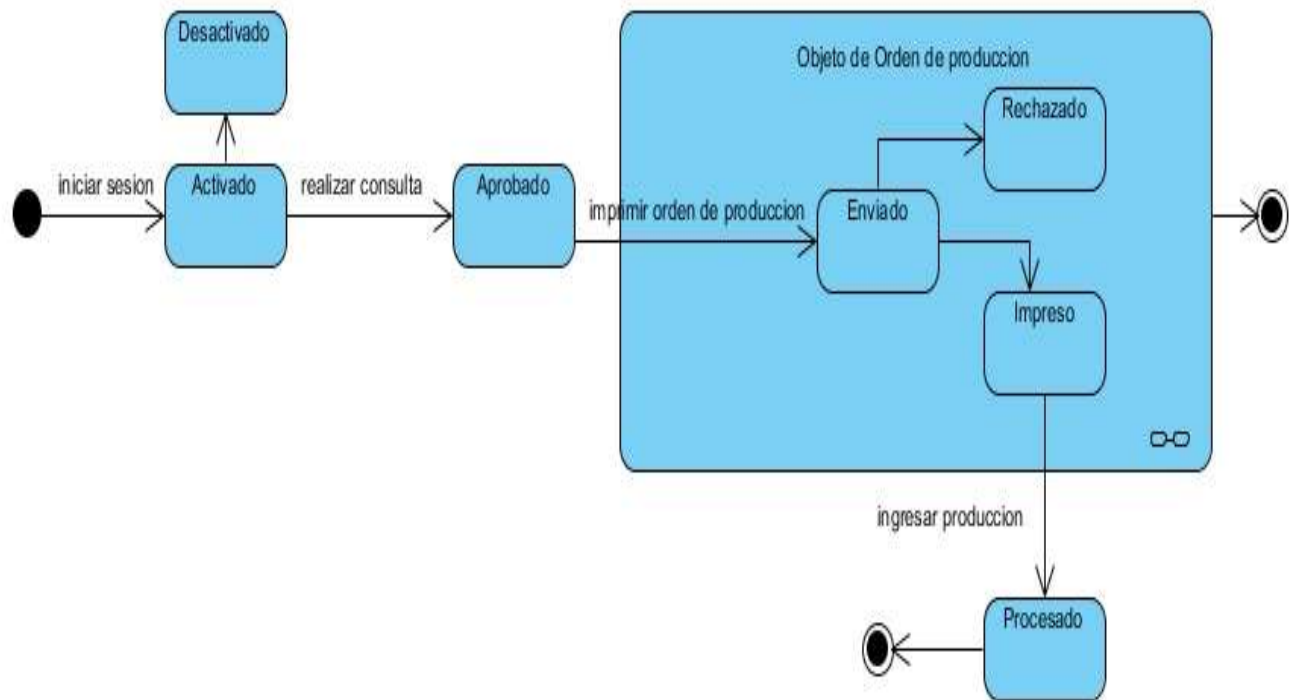 Desactivado
Objeto de Orden de produccion
Rechazado
iniciar sesion
Activado
realizar consulta
Aprobado
imprimir orden de produccion
Enviado
Impreso
ingresar produccion
Procesado